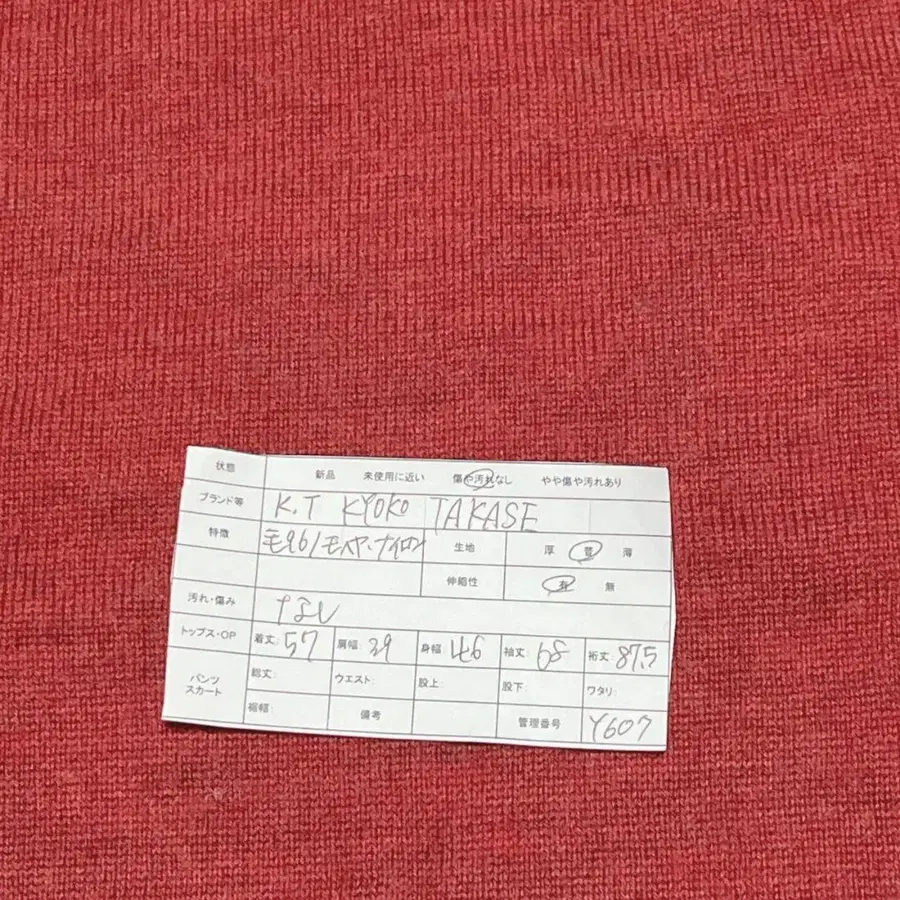 状態 新品 未使用に近い 傷や汚れなし やや傷や汚れあり
ブランド等 K.T KYOKO TAKASE
特徴 毛96/モヘヤ・ナイロン 生地 厚 普 薄
伸縮性 有 無
汚れ・傷み なし
トップス・OP 着丈: 57 肩幅: 39 身幅: 46 袖丈: 68 裄丈: 87.5
パンツ スカート 総丈: ウエスト: 股上: 股下: ワタリ:
裾幅: 備考 管理番号 Y607